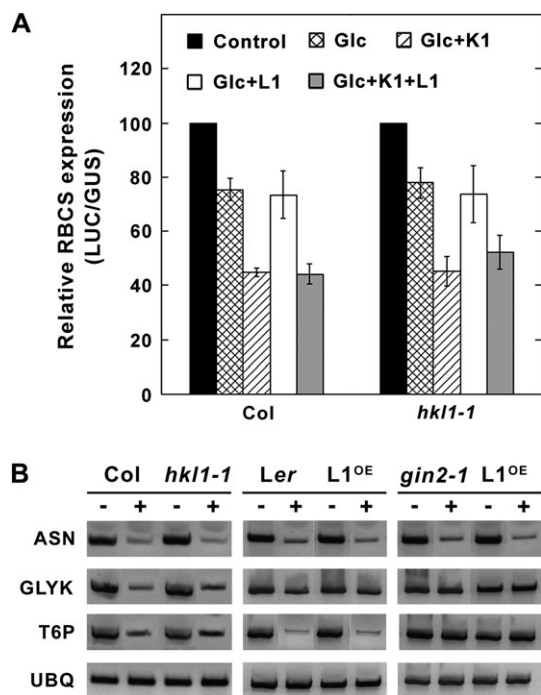 A
Control Glc Glc+K1
Glc+L1 Glc+K1+L1
Relative RBCS expression
(LUC/GUS)
120
100
80
60
40
20
0
Col hkl1-1
B
Col hkl1-1 Ler L1OE gin2-1 L1OE
- + - + - + - + - + - +
ASN
GLYK
T6P
UBQ